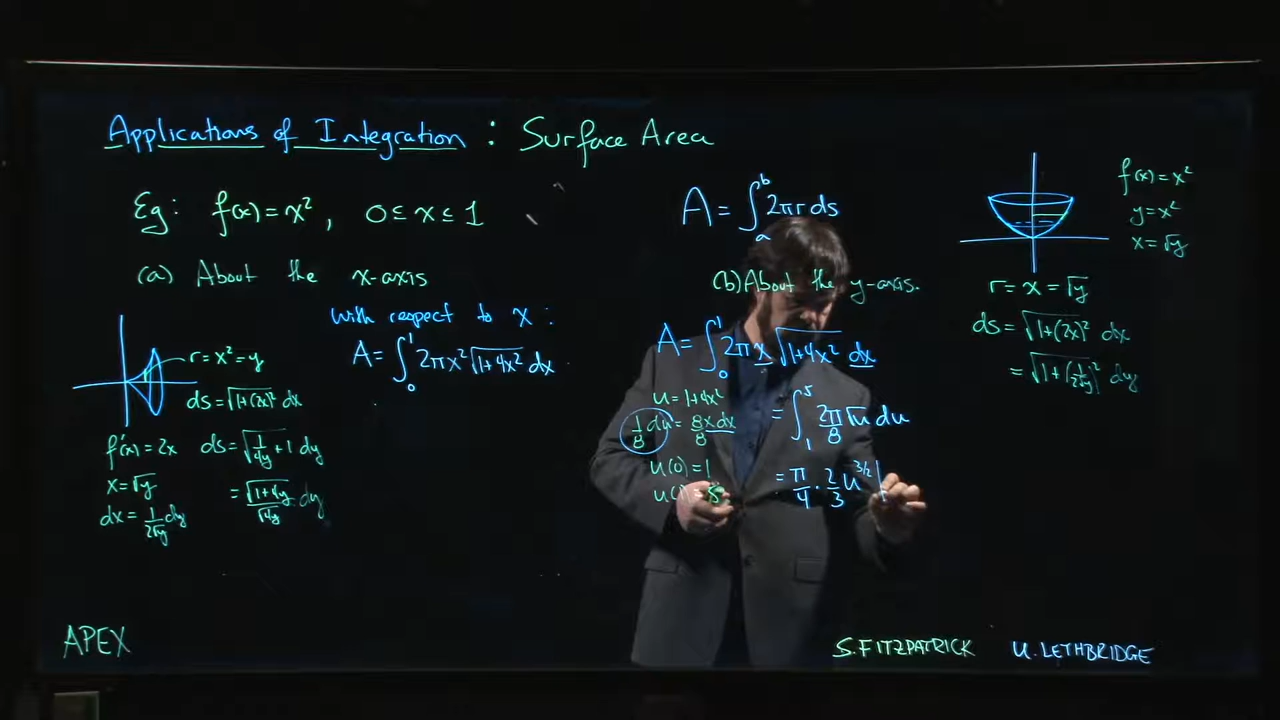 Applications of Integration : Surface Area
Eg: f(x) = x², 0 ≤ x ≤ 1
(a) About the x-axis
r = x² = y
ds = √(1+(2x)²) dx
f'(x) = 2x
ds = √(1/4y + 1) dy
x = √y
= √(1+4y)/√(4y) dy
dx = 1/(2√y) dy
with respect to x :
A = ∫₀¹ 2πx² √(1+4x²) dx
A = ∫ₐᵇ 2πr ds
(b) About the y-axis.
A = ∫₀¹ 2πx √(1+4x²) dx
u = 1+4x²
1/8 du = 8x dx/8
u(0) = 1
u(1) = 5
= ∫₁⁵ 2π/8 √u du
= π/4 · 2/3 u^(3/2) |
f(x) = x²
y = x²
x = √y
r = x = √y
ds = √(1+(2x)²) dx
= √(1+(1/(2√y))²) dy
APEX
S. FITZPATRICK
U. LETHBRIDGE